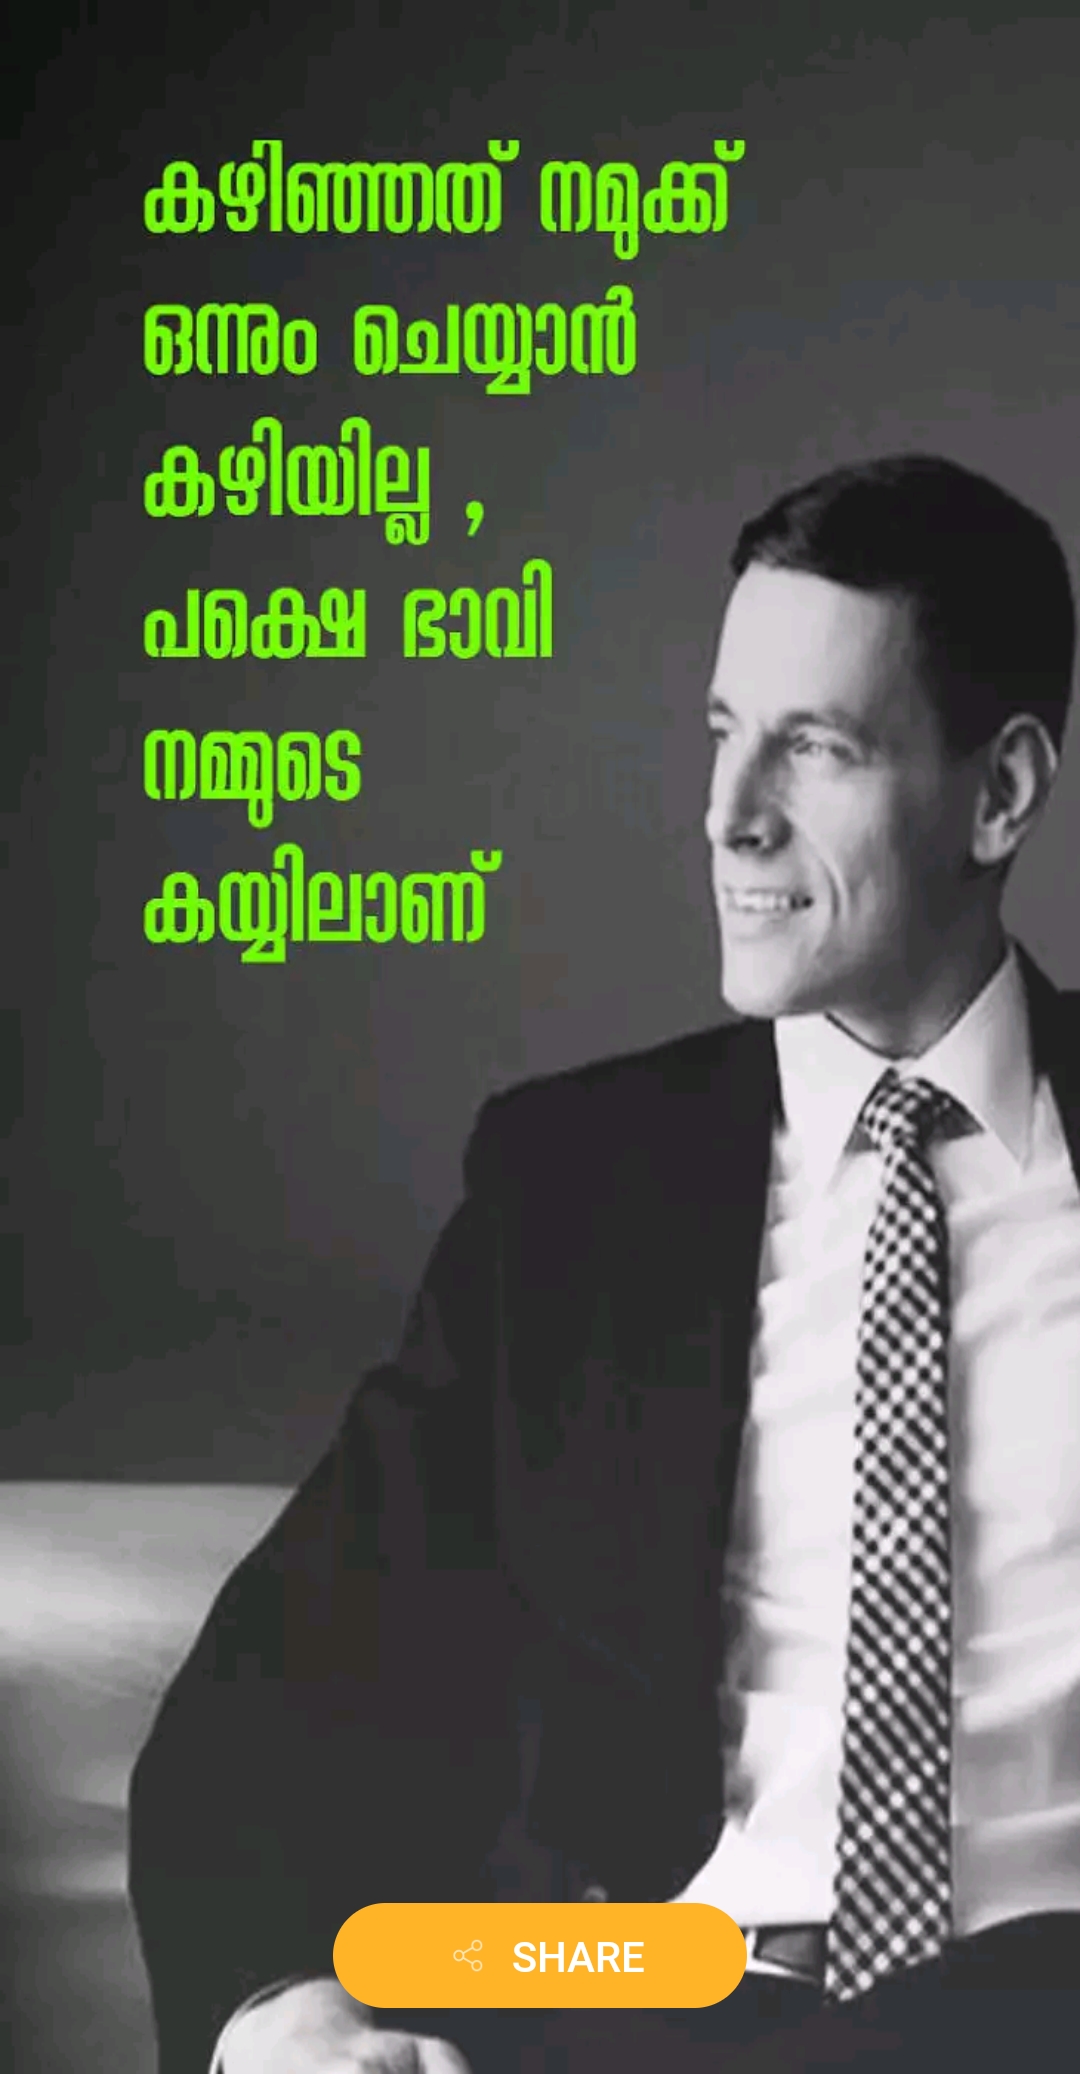 കഴിഞ്ഞത് നമുക്ക്
ഒന്നും ചെയ്യാൻ
കഴിയില്ല ,
പക്ഷെ ഭാവി
നമ്മുടെ
കയ്യിലാണ്
SHARE